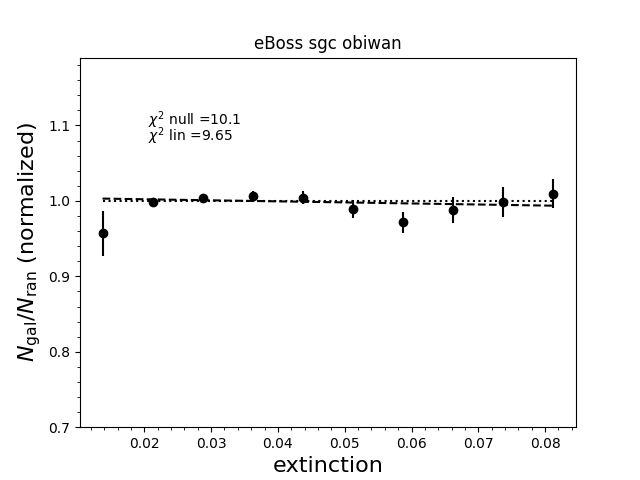 eBoss sgc obiwan
χ² null =10.1
χ² lin =9.65
N_gal/N_ran (normalized)
1.1
1.0
0.9
0.8
0.7
0.02 0.03 0.04 0.05 0.06 0.07 0.08
extinction